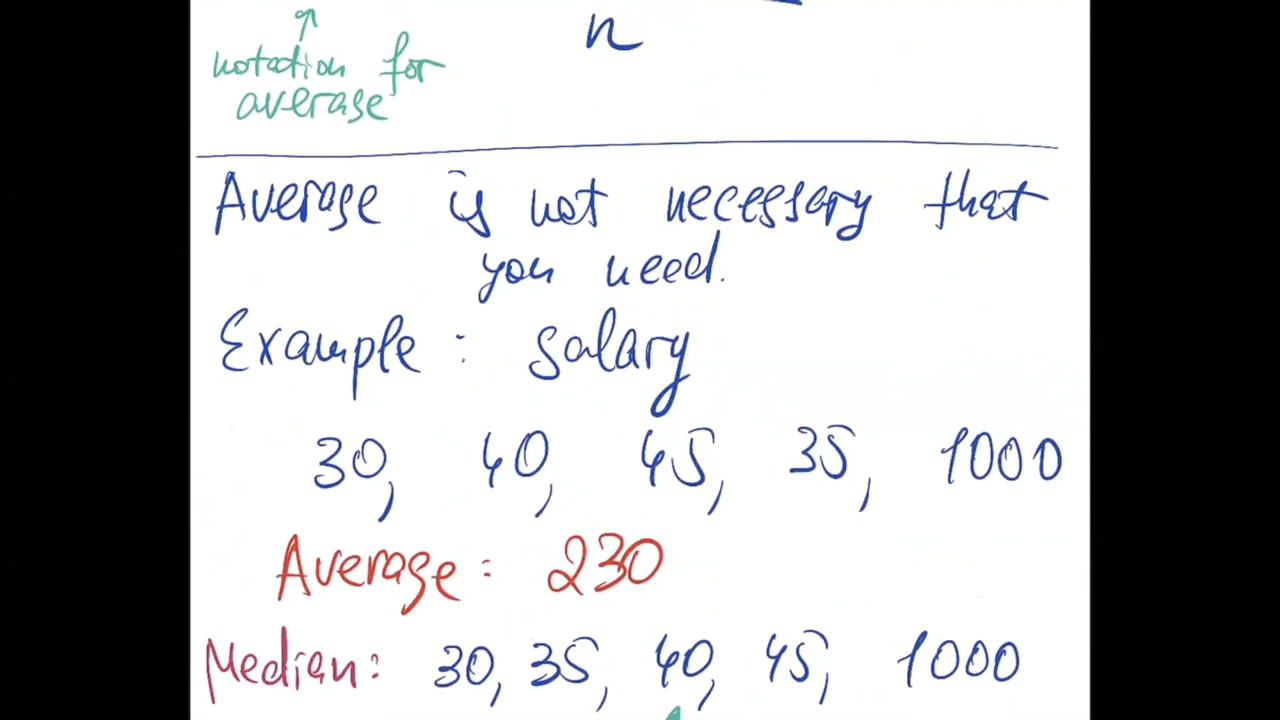 n
notation for
average
Average is not necessary that
you need.
Example: salary
30, 40, 45, 35, 1000
Average: 230
Median: 30, 35, 40, 45, 1000